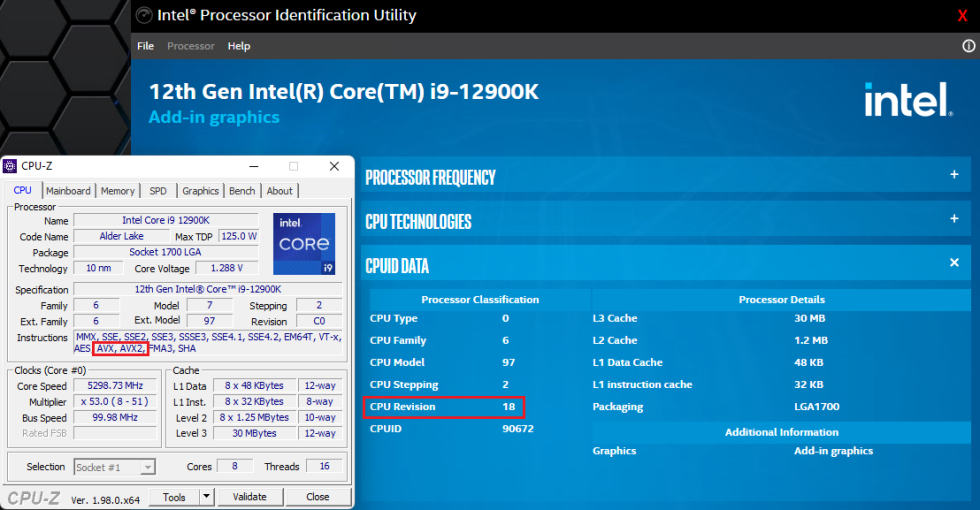 Intel® Processor Identification Utility
X
File Processor Help
12th Gen Intel(R) Core(TM) i9-12900K
Add-in graphics
intel.
CPU-Z
CPU Mainboard Memory SPD Graphics Bench About
Processor
Name Intel Core i9 12900K
Code Name Alder Lake Max TDP 125.0 W
Package Socket 1700 LGA
Technology 10 nm Core Voltage 1.288 V
intel
CORE
i9
Specification 12th Gen Intel® Core™ i9-12900K
Family 6 Model 7 Stepping 2
Ext. Family 6 Ext. Model 97 Revision C0
Instructions MMX, SSE, SSE2, SSE3, SSSE3, SSE4.1, SSE4.2, EM64T, VT-x,
AES, AVX, AVX2, FMA3, SHA
Clocks (Core #0)
Core Speed 5298.73 MHz
Multiplier x 53.0 ( 8 - 51 )
Bus Speed 99.98 MHz
Rated FSB
Cache
L1 Data 8 x 48 KBytes 12-way
L1 Inst. 8 x 32 KBytes 8-way
Level 2 8 x 1.25 MBytes 10-way
Level 3 30 MBytes 12-way
Selection Socket #1 Cores 8 Threads 16
CPU-Z Ver. 1.98.0.x64 Tools Validate Close
PROCESSOR FREQUENCY +
CPU TECHNOLOGIES +
CPUID DATA ×
Processor Classification
CPU Type 0
CPU Family 6
CPU Model 97
CPU Stepping 2
CPU Revision 18
CPUID 90672
Processor Details
L3 Cache 30 MB
L2 Cache 1.2 MB
L1 Data Cache 48 KB
L1 instruction cache 32 KB
Packaging LGA1700
Additional Information
Graphics Add-in graphics